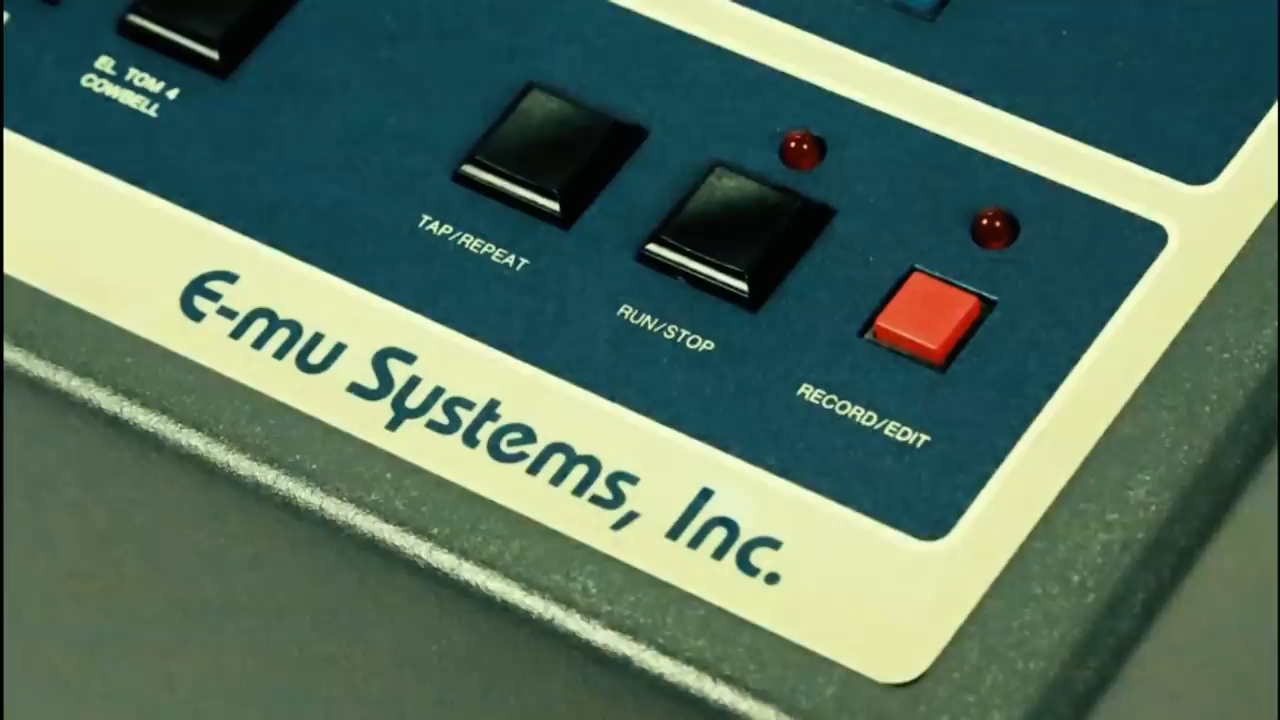 EL TOM 4
COWBELL
TAP/REPEAT
RUN/STOP
RECORD/EDIT
E-mu Systems, Inc.